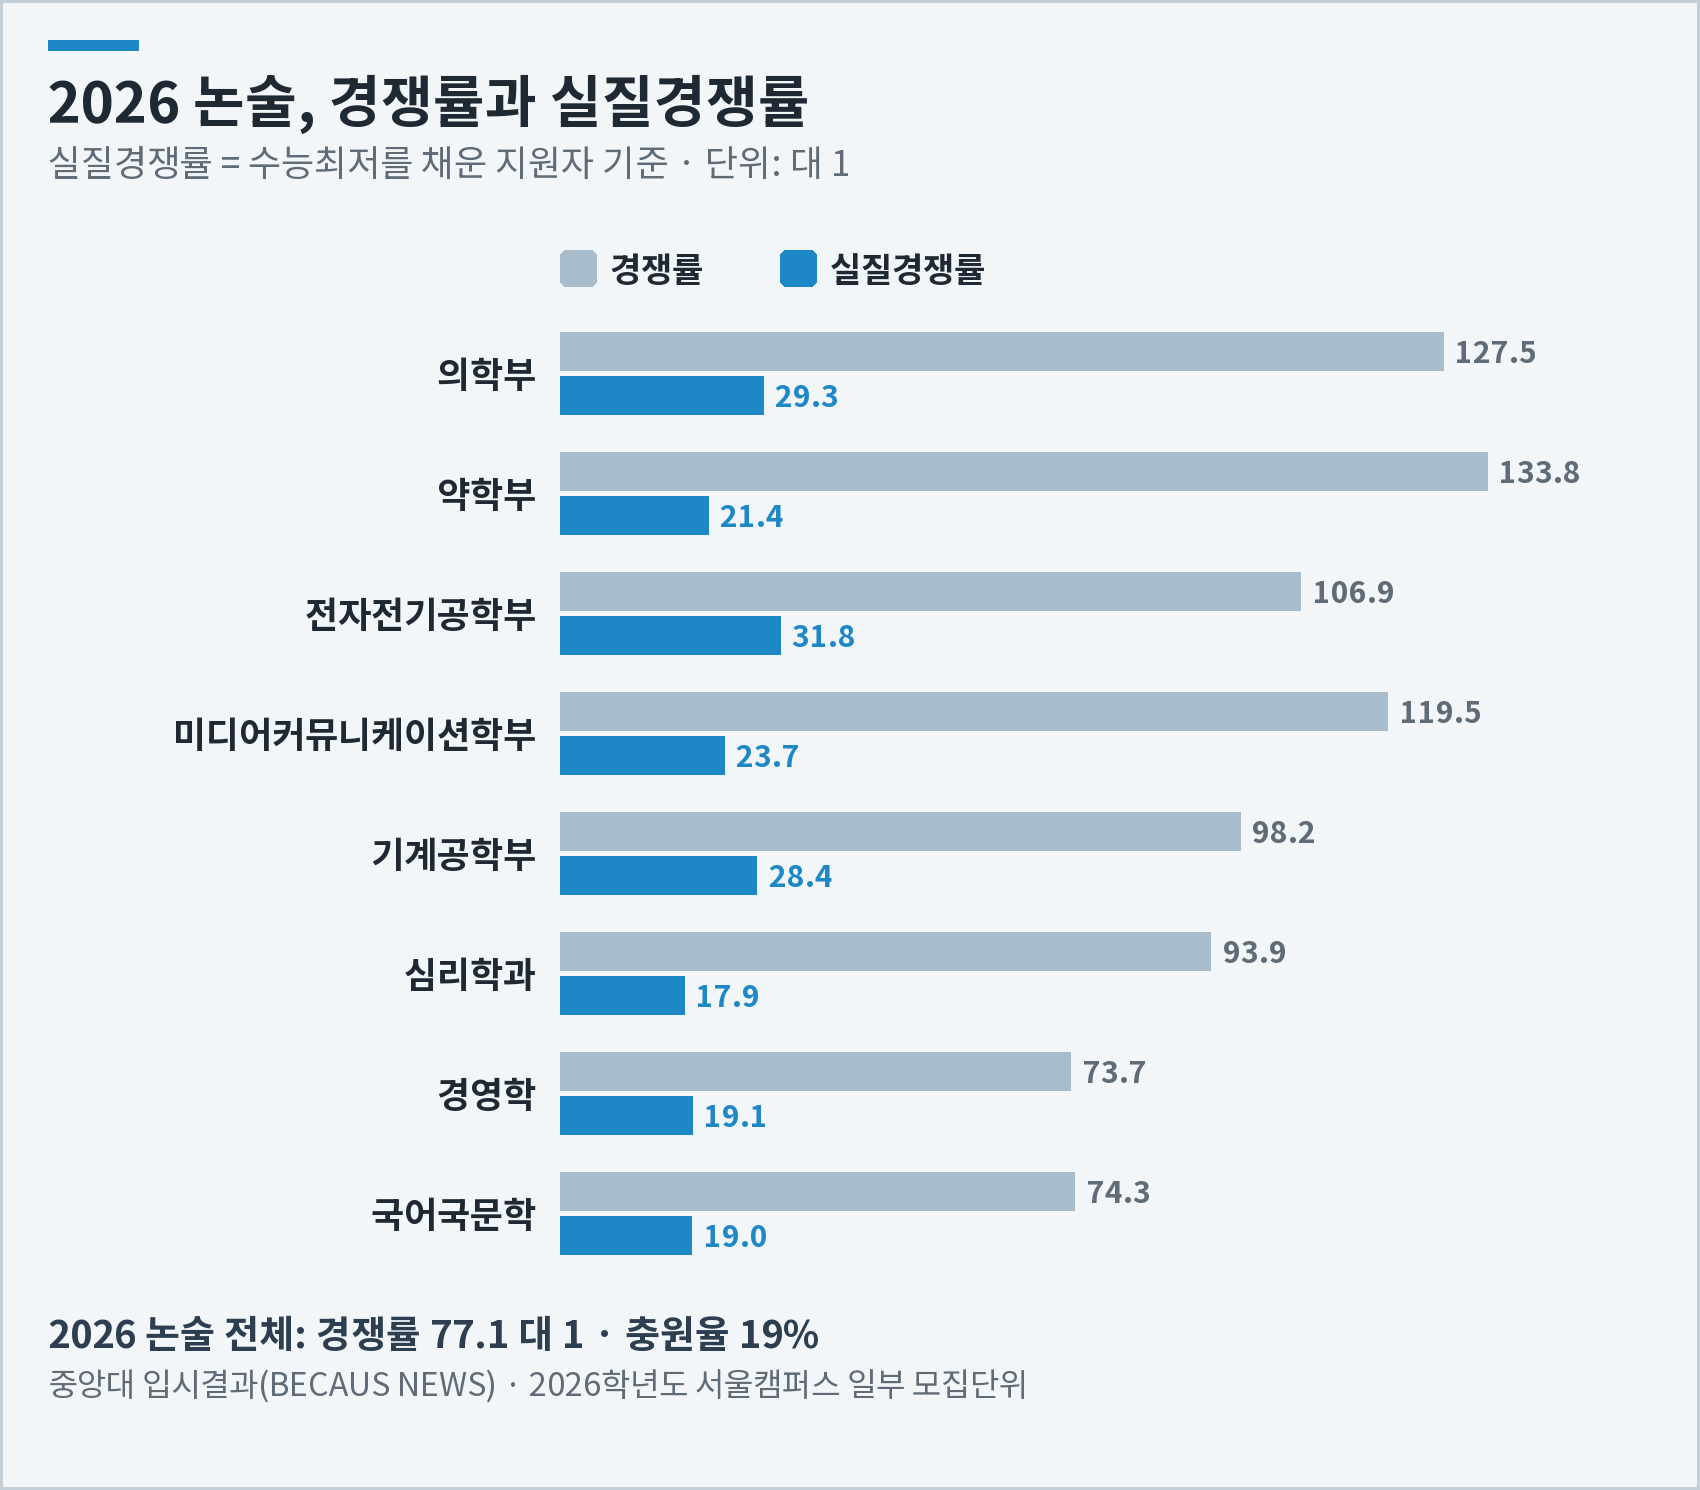 2026 논술, 경쟁률과 실질경쟁률
실질경쟁률 = 수능최저를 채운 지원자 기준 · 단위: 대 1
경쟁률 실질경쟁률
의학부 127.5
29.3
약학부 133.8
21.4
전자전기공학부 106.9
31.8
미디어커뮤니케이션학부 119.5
23.7
기계공학부 98.2
28.4
심리학과 93.9
17.9
경영학 73.7
19.1
국어국문학 74.3
19.0
2026 논술 전체: 경쟁률 77.1 대 1 · 충원율 19%
중앙대 입시결과(BECAUS NEWS) · 2026학년도 서울캠퍼스 일부 모집단위